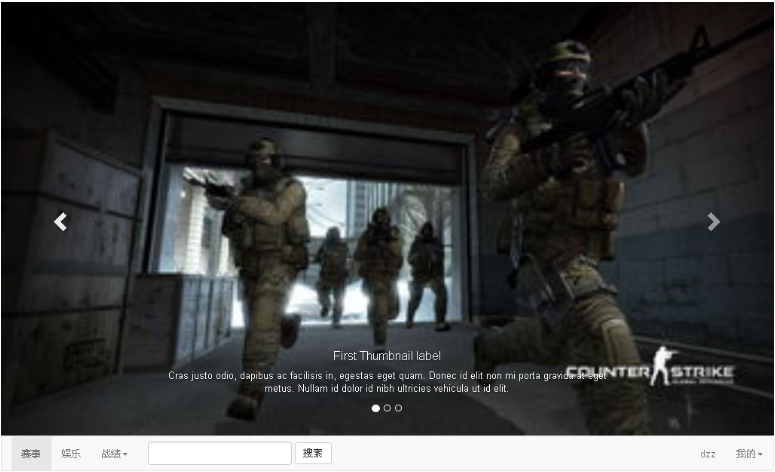 First Thumbnail label
Cras justo odio, dapibus ac facilisis in, egestas eget quam. Donec id elit non mi porta gravida at eget
metus. Nullam id dolor id nibh ultricies vehicula ut id elit.
COUNTER STRIKE
赛事 娱乐 战绩 搜索 dzz 我的